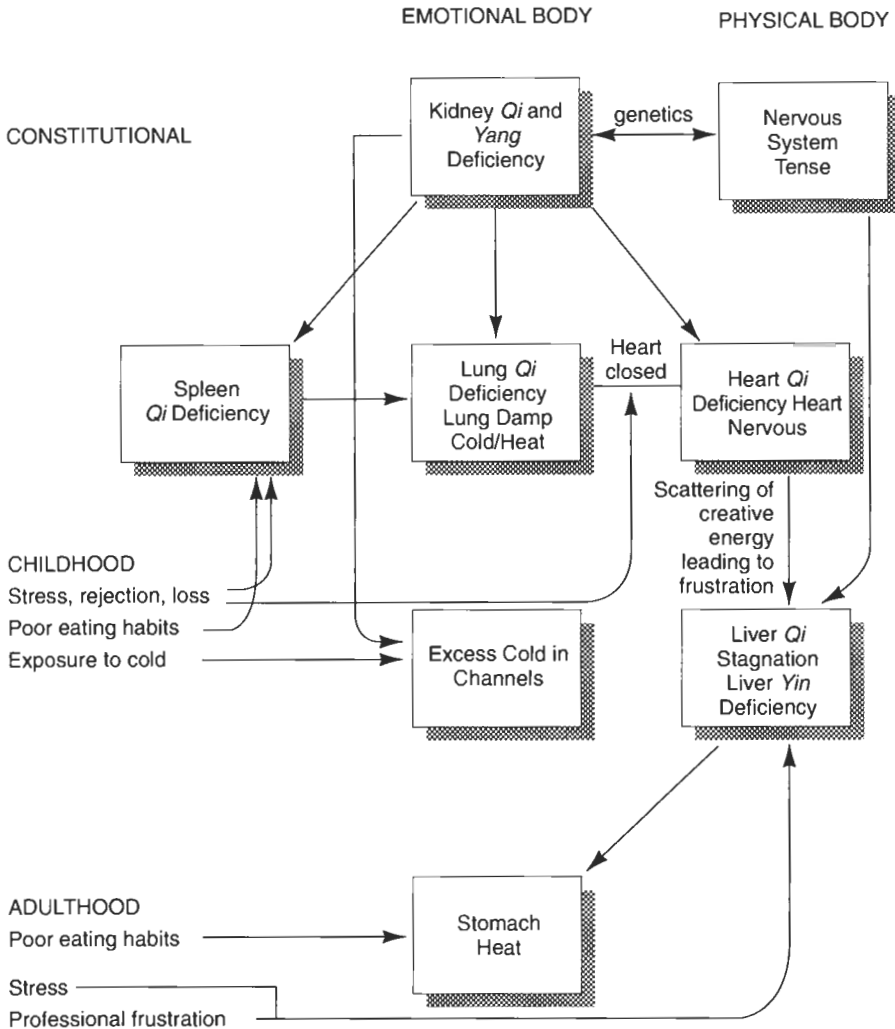 EMOTIONAL BODY
PHYSICAL BODY
CONSTITUTIONAL
Kidney Qi and
Yang
Deficiency
genetics
Nervous
System
Tense
Spleen
Qi Deficiency
Lung Qi
Deficiency
Lung Damp
Cold/Heat
Heart
closed
Heart Qi
Deficiency Heart
Nervous
Scattering of
creative
energy
leading to
frustration
CHILDHOOD
Stress, rejection, loss
Poor eating habits
Exposure to cold
Excess Cold in
Channels
Liver Qi
Stagnation
Liver Yin
Deficiency
ADULTHOOD
Poor eating habits
Stomach
Heat
Stress
Professional frustration